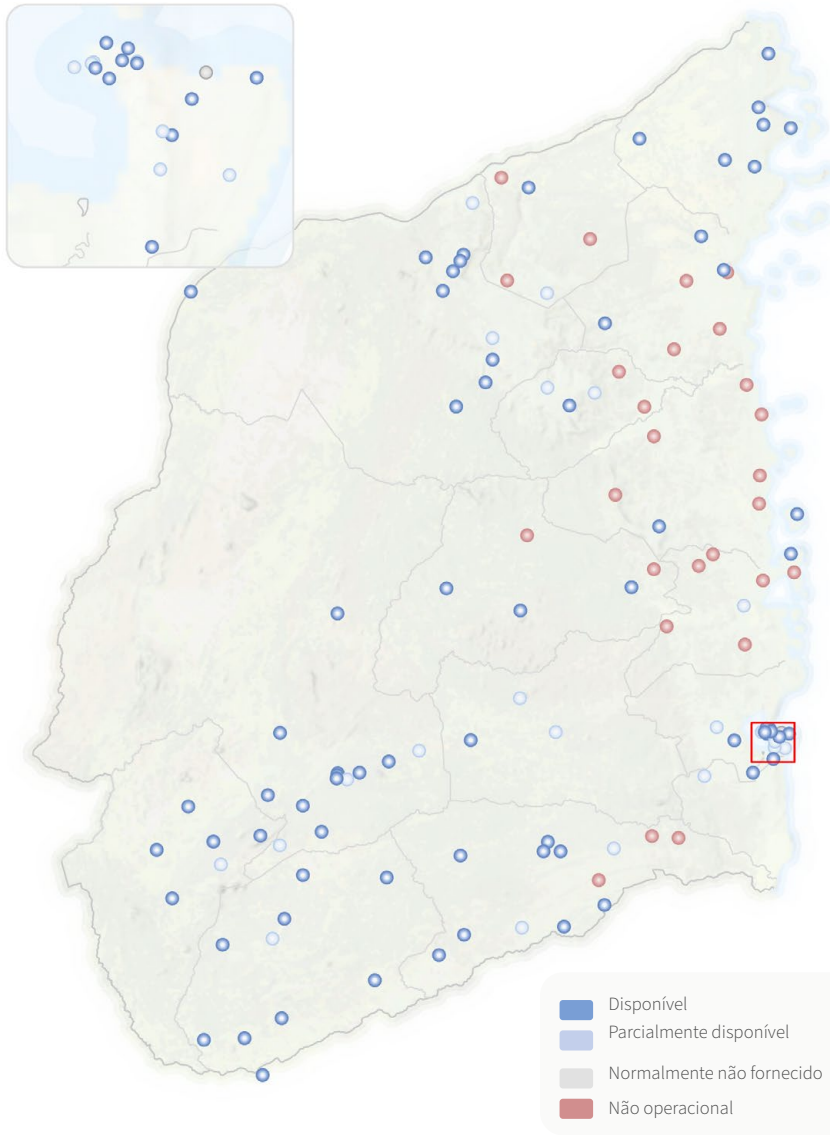 Disponível
Parcialmente disponível
Normalmente não fornecido
Não operacional